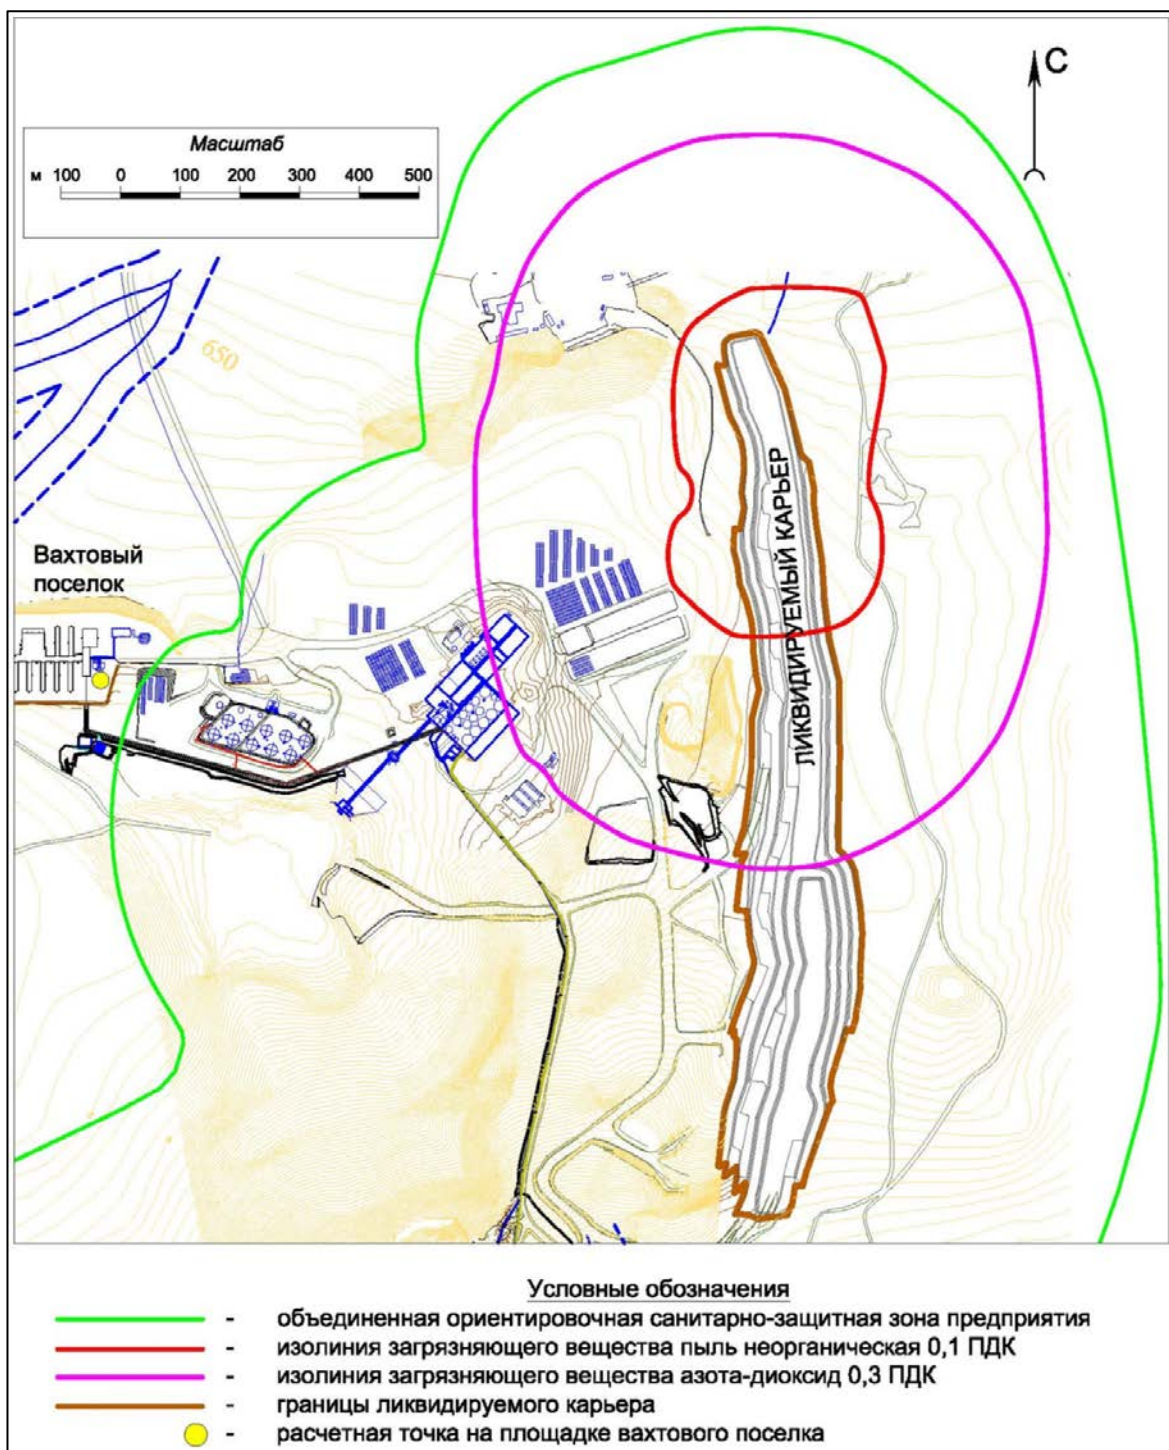 С
Масштаб
м 100 0 100 200 300 400 500
650
Вахтовый
поселок
ЛИКВИДИРУЕМЫЙ КАРЬЕР
Условные обозначения
- объединенная ориентировочная санитарно-защитная зона предприятия
- изолиния загрязняющего вещества пыль неорганическая 0,1 ПДК
- изолиния загрязняющего вещества азота-диоксид 0,3 ПДК
- границы ликвидируемого карьера
- расчетная точка на площадке вахтового поселка